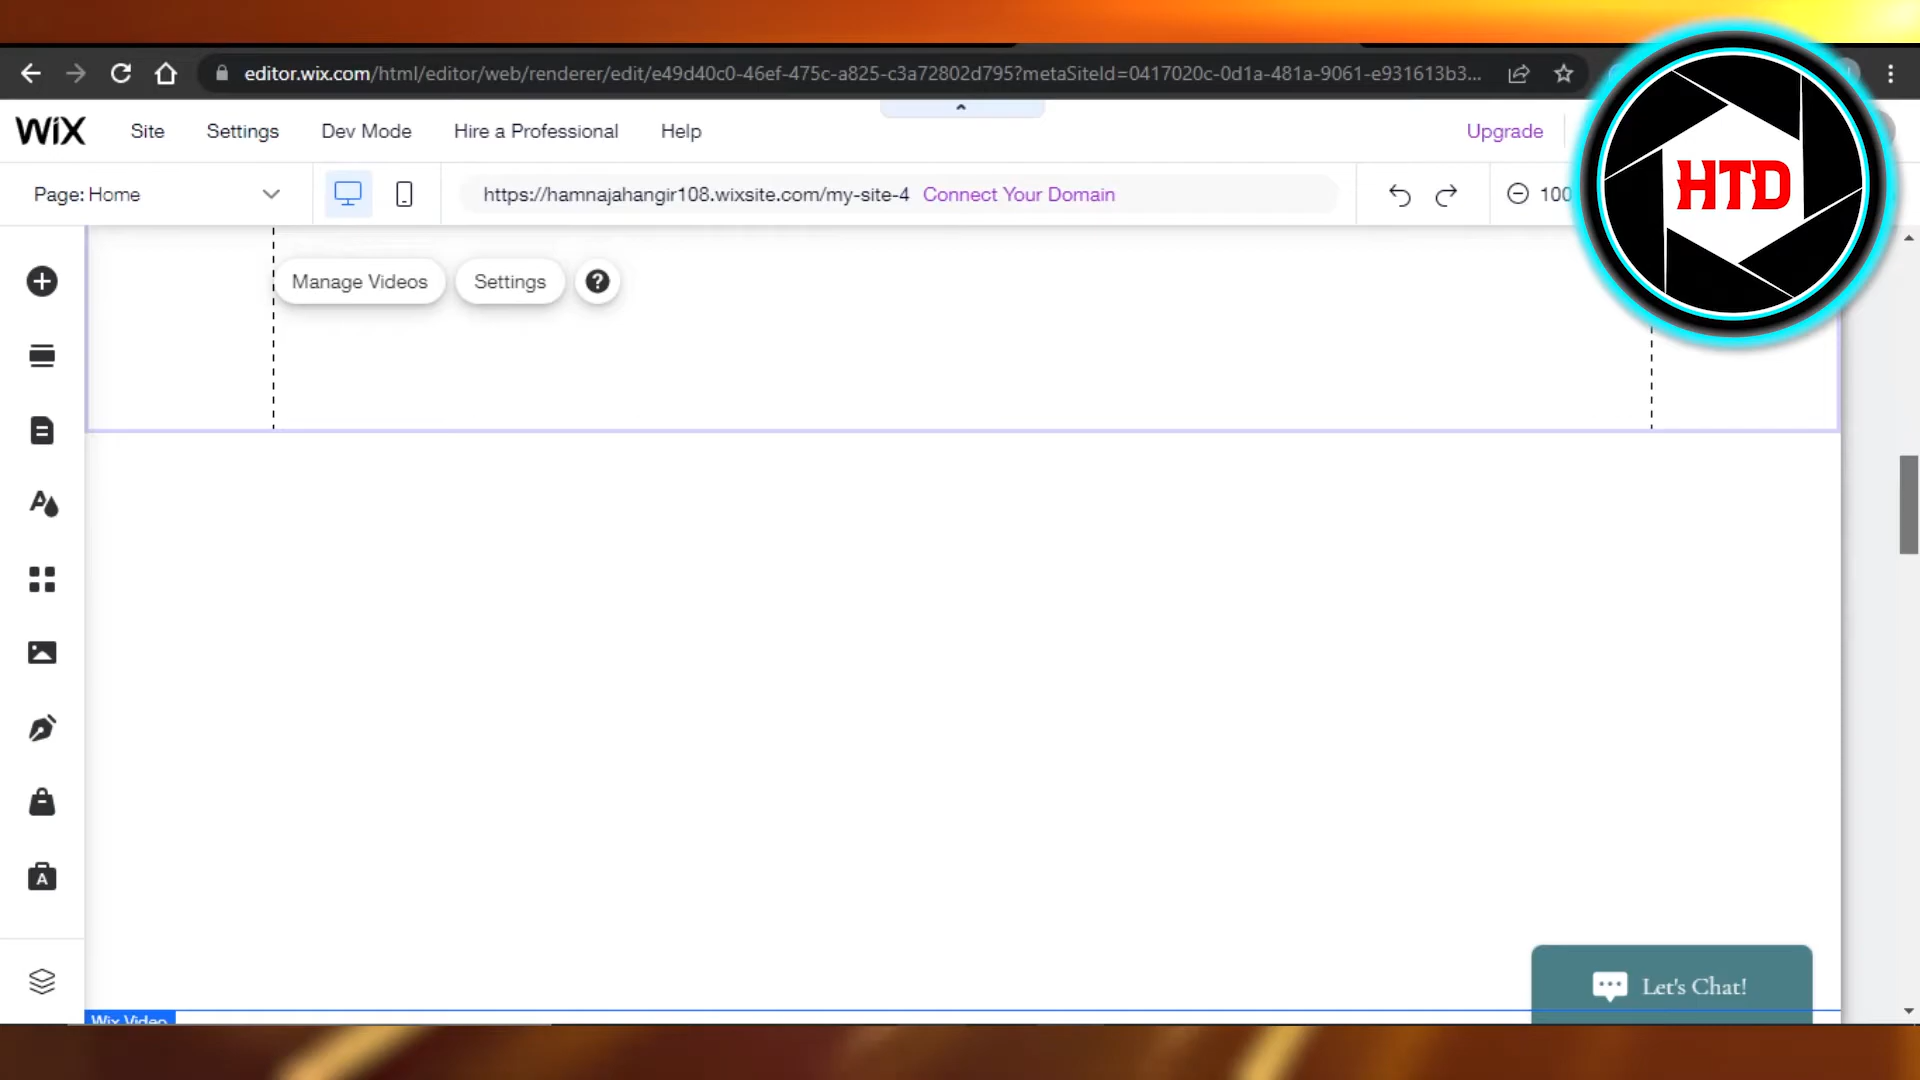 editor.wix.com/html/editor/web/renderer/edit/e49d40c0-46ef-475c-a825-c3a72802d795?metaSiteId=0417020c-0d1a-481a-9061-e931613b3...
WiX Site Settings Dev Mode Hire a Professional Help Upgrade
HTD
Page: Home https://hamnajahangir108.wixsite.com/my-site-4 Connect Your Domain 100
Manage Videos Settings ?
A
A
Let's Chat!
Wix Video